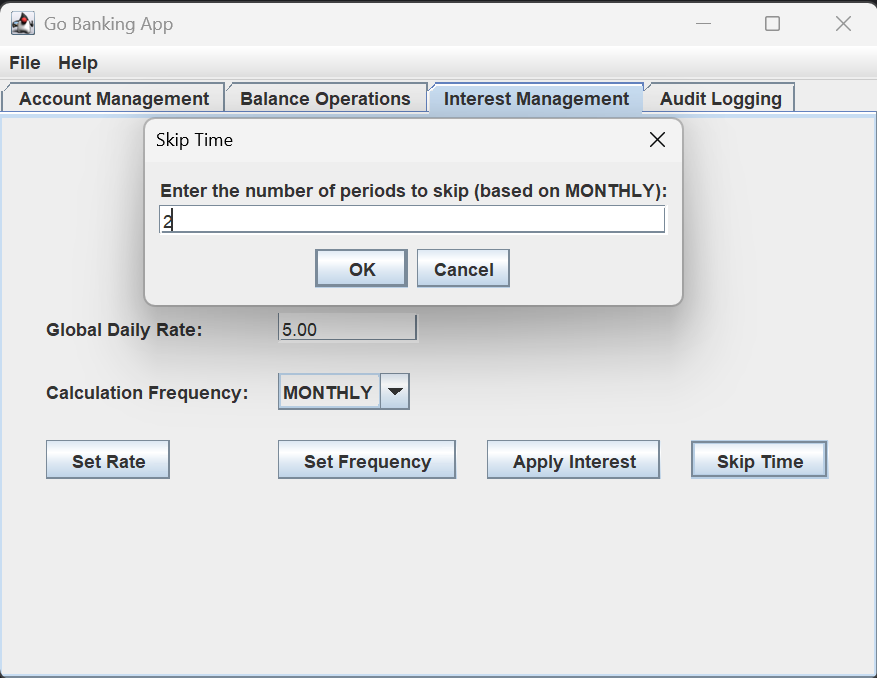 Go Banking App
File Help
Account Management Balance Operations Interest Management Audit Logging
Skip Time
Enter the number of periods to skip (based on MONTHLY):
2
OK Cancel
Global Daily Rate: 5.00
Calculation Frequency: MONTHLY
Set Rate Set Frequency Apply Interest Skip Time